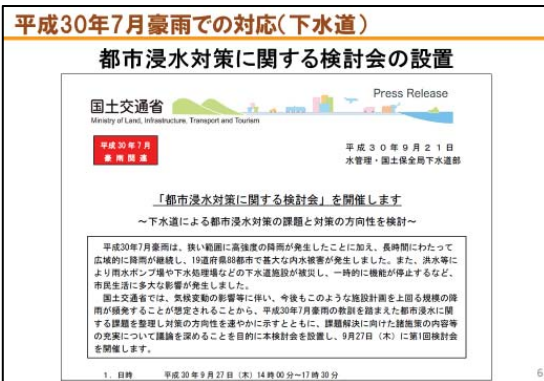 平成30年7月豪雨での対応(下水道)
都市浸水対策に関する検討会の設置
Press Release
国土交通省
Ministry of Land, Infrastructure, Transport and Tourism
平成30年7月
豪雨関連
平成30年9月21日
水管理・国土保全局下水道部
「都市浸水対策に関する検討会」を開催します
~下水道による都市浸水対策の課題と対策の方向性を検討~
平成30年7月豪雨は、狭い範囲に高強度の降雨が発生したことに加え、長時間にわたって
広域的に降雨が継続し、19道府県88都市で甚大な内水被害が発生しました。また、洪水等に
より雨水ポンプ場や下水処理場などの下水道施設が被災し、一時的に機能が停止するなど、
市民生活に多大な影響が発生しました。
国土交通省では、気候変動の影響等に伴い、今後もこのような施設計画を上回る規模の降
雨が頻発することが想定されることから、平成30年7月豪雨の教訓を踏まえた都市浸水に関
する課題を整理し対策の方向性を速やかに示すとともに、課題解決に向けた諸施策の内容等
の充実について議論を深めることを目的に本検討会を設置し、9月27日(木)に第1回検討会
を開催します。
1.日時 平成30年9月27日(木)14時00分~17時30分
6